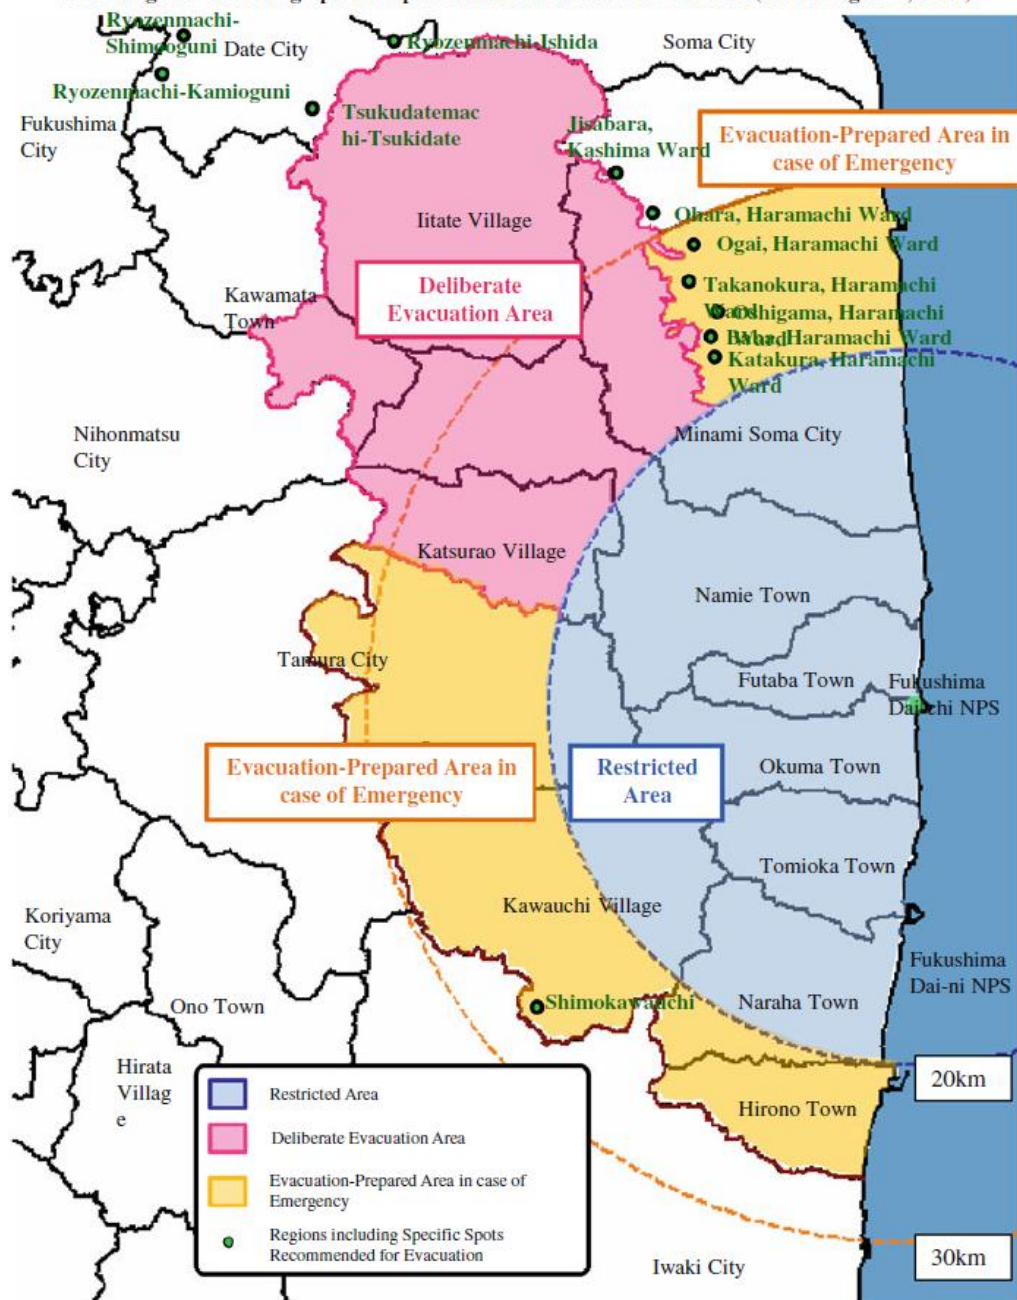 Ryozenmachi-
Shimooguni
Date City
Ryozenmachi-Ishida
Soma City
Ryozenmachi-Kamioguni
Fukushima
City
Tsukudatemac
hi-Tsukidate
Jisabara,
Kashima Ward
Evacuation-Prepared Area in
case of Emergency
Iitate Village
Ohara, Haramachi Ward
Ogai, Haramachi Ward
Deliberate
Evacuation Area
Takanokura, Haramachi
Ward
Kawamata
Town
Oshigama, Haramachi
Ward
Baba, Haramachi Ward
Katakura, Haramachi
Ward
Nihonmatsu
City
Minami Soma City
Katsurao Village
Namie Town
Tamura City
Futaba Town
Fukushima
Dai-ichi NPS
Evacuation-Prepared Area in
case of Emergency
Restricted
Area
Okuma Town
Tomioka Town
Kawauchi Village
Koriyama
City
Fukushima
Dai-ni NPS
Ono Town
Shimokawauchi
Naraha Town
Hirata
Villag
e
20km
Hirono Town
Restricted Area
Deliberate Evacuation Area
Evacuation-Prepared Area in case of
Emergency
Regions including Specific Spots
Recommended for Evacuation
Iwaki City
30km